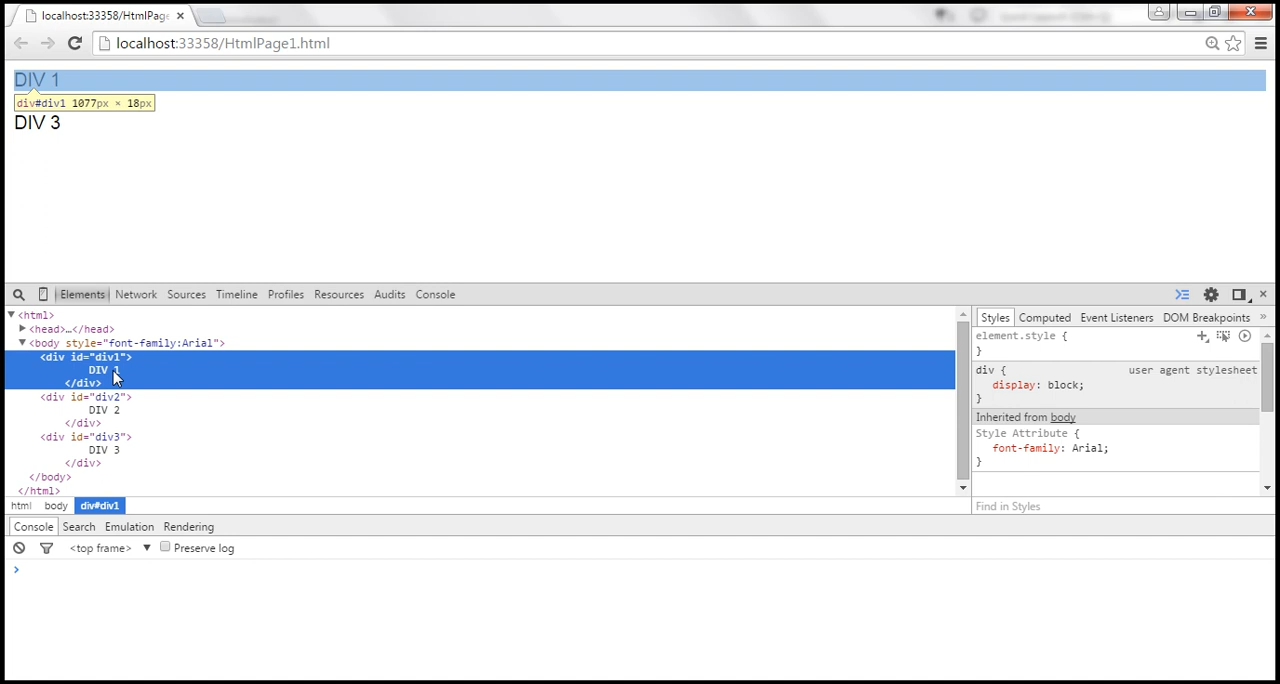 localhost:33358/HtmlPage
localhost:33358/HtmlPage1.html
DIV 1
div#div1 1077px × 18px
DIV 3
Elements Network Sources Timeline Profiles Resources Audits Console
<html>
<head>…</head>
<body style="font-family:Arial">
<div id="div1">
DIV 1
</div>
<div id="div2">
DIV 2
</div>
<div id="div3">
DIV 3
</div>
</body>
</html>
html body div#div1
Styles Computed Event Listeners DOM Breakpoints »
element.style {
}
div { user agent stylesheet
display: block;
}
Inherited from body
Style Attribute {
font-family: Arial;
}
Find in Styles
Console Search Emulation Rendering
<top frame> Preserve log